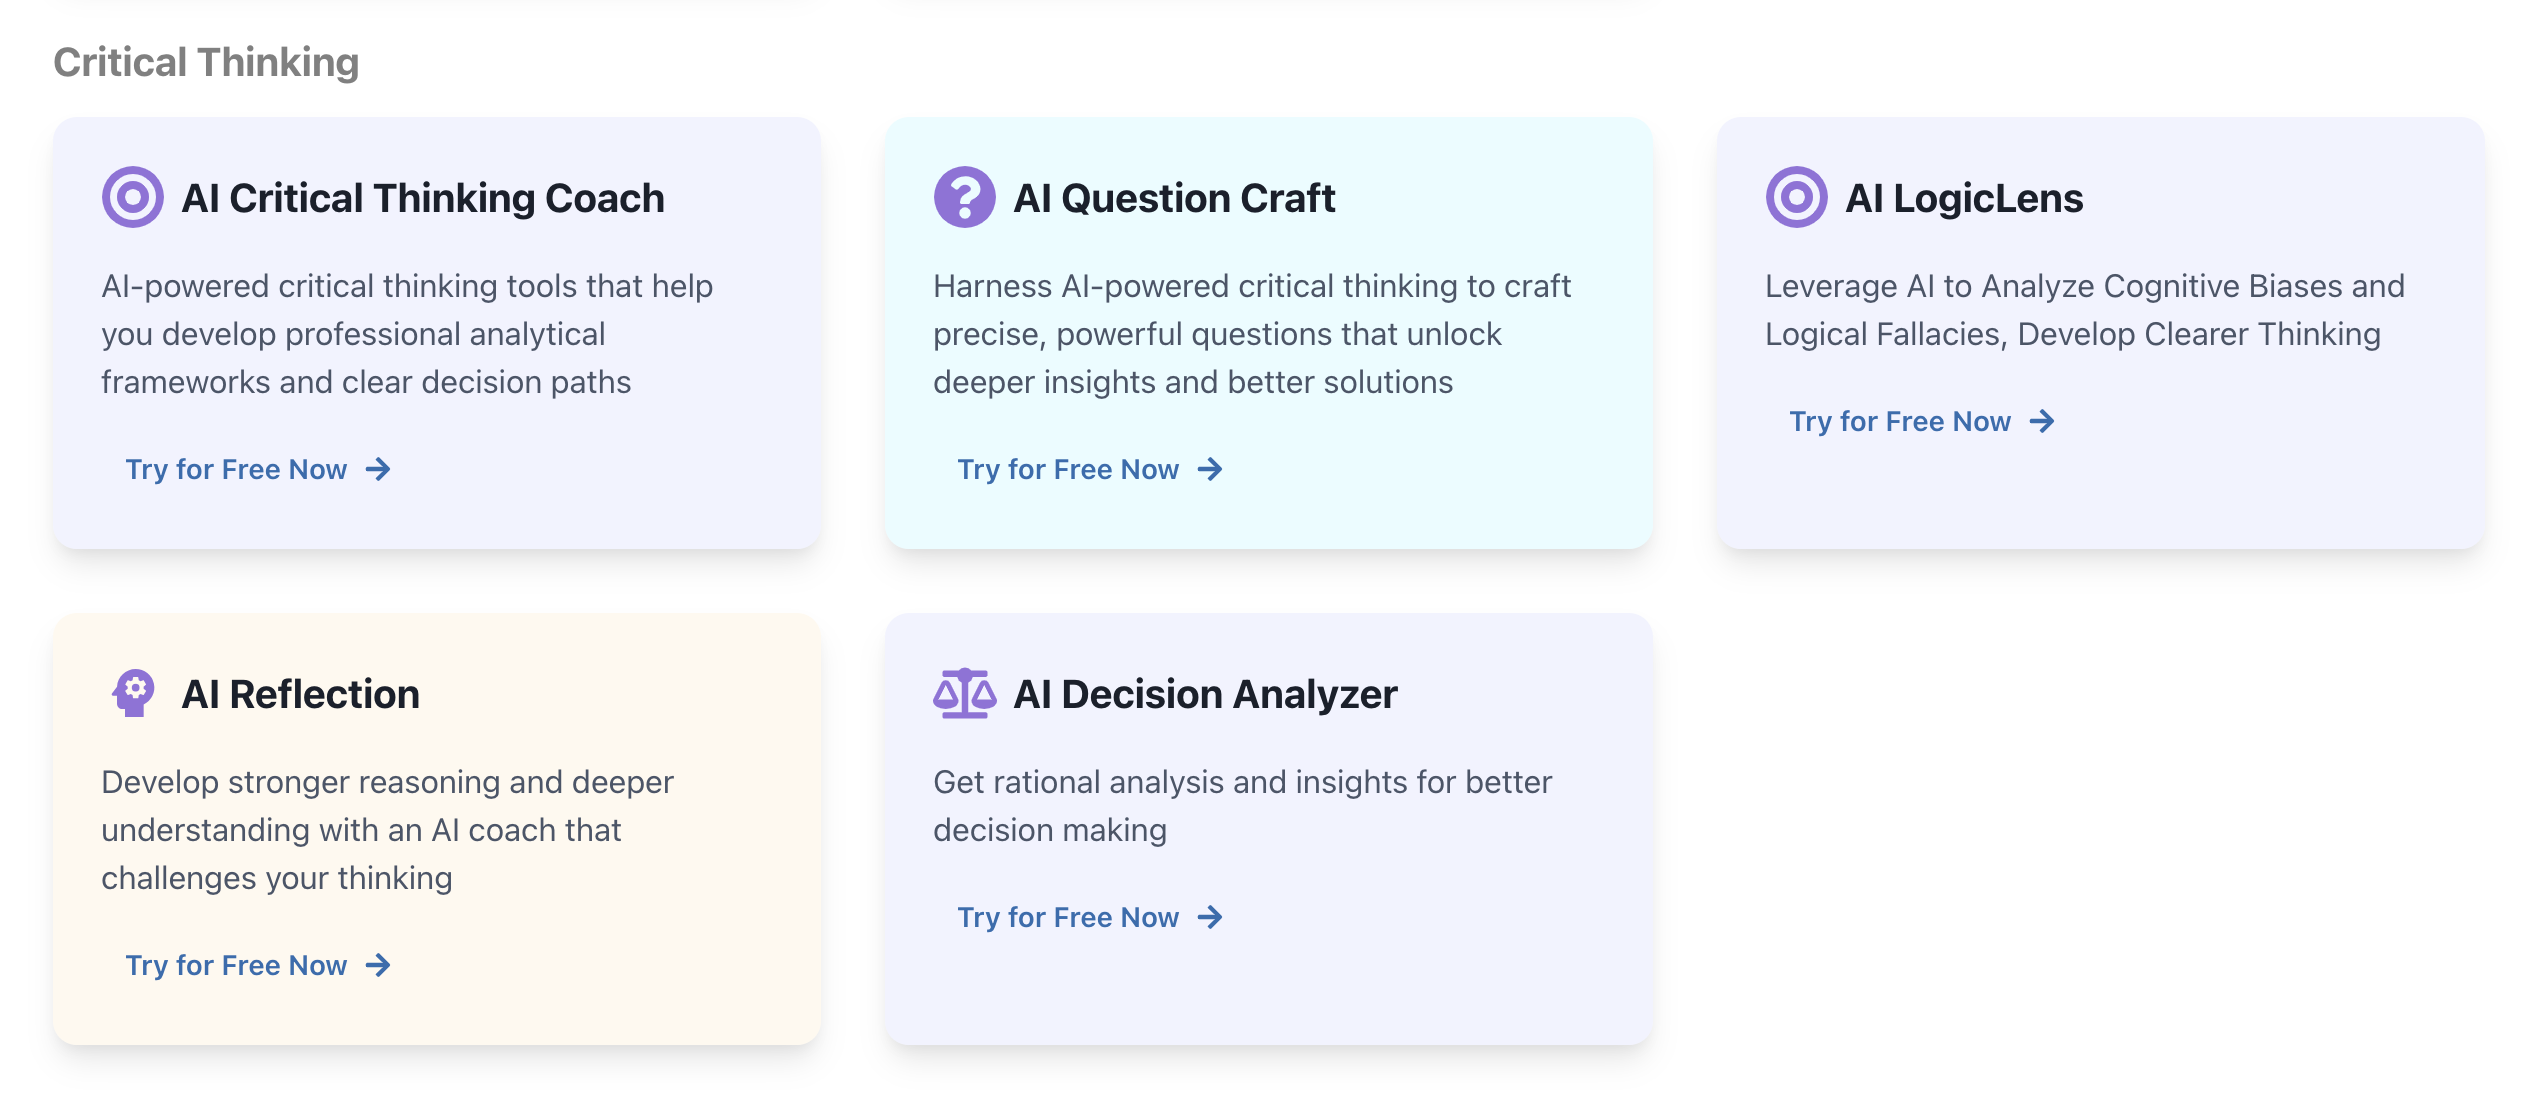 Critical Thinking
AI Critical Thinking Coach
AI-powered critical thinking tools that help
you develop professional analytical
frameworks and clear decision paths
Try for Free Now
AI Question Craft
Harness AI-powered critical thinking to craft
precise, powerful questions that unlock
deeper insights and better solutions
Try for Free Now
AI LogicLens
Leverage AI to Analyze Cognitive Biases and
Logical Fallacies, Develop Clearer Thinking
Try for Free Now
AI Reflection
Develop stronger reasoning and deeper
understanding with an AI coach that
challenges your thinking
Try for Free Now
AI Decision Analyzer
Get rational analysis and insights for better
decision making
Try for Free Now